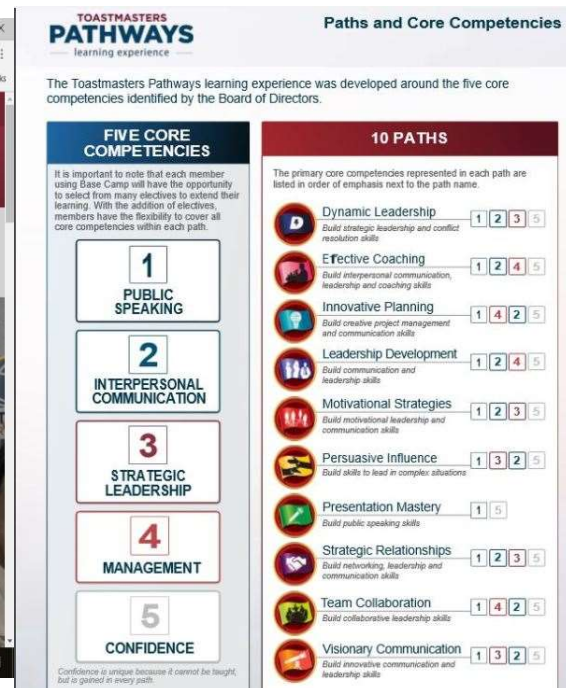 TOASTMASTERS
PATHWAYS
learning experience
Paths and Core Competencies
The Toastmasters Pathways learning experience was developed around the five core
competencies identified by the Board of Directors.
FIVE CORE
COMPETENCIES
It is important to note that each member
using Base Camp will have the opportunity
to select from many electives to extend their
learning. With the addition of electives,
members have the flexibility to cover all
core competencies within each path.
1
PUBLIC
SPEAKING
2
INTERPERSONAL
COMMUNICATION
3
STRATEGIC
LEADERSHIP
4
MANAGEMENT
5
CONFIDENCE
Confidence is unique because it cannot be taught,
but is gained in every path.
10 PATHS
The primary core competencies represented in each path are
listed in order of emphasis next to the path name.
Dynamic Leadership
Build strategic leadership and conflict
resolution skills
1 2 3 5
Effective Coaching
Build interpersonal communication,
leadership and coaching skills
1 2 4 5
Innovative Planning
Build creative project management
and communication skills
1 4 2 5
Leadership Development
Build communication and
leadership skills
1 2 4 5
Motivational Strategies
Build motivational leadership and
communication skills
1 2 3 5
Persuasive Influence
Build skills to lead in complex situations
1 3 2 5
Presentation Mastery
Build public speaking skills
1 5
Strategic Relationships
Build networking, leadership and
communication skills
1 2 3 5
Team Collaboration
Build collaborative leadership skills
1 4 2 5
Visionary Communication
Build innovative communication and
leadership skills
1 3 2 5